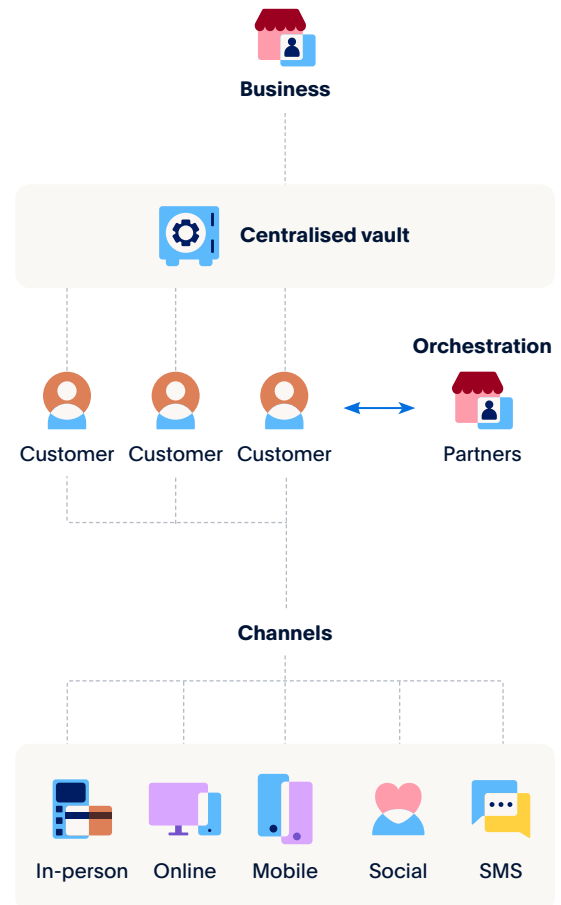 Business
Centralised vault
Orchestration
Customer Customer Customer Partners
Channels
In-person Online Mobile Social SMS